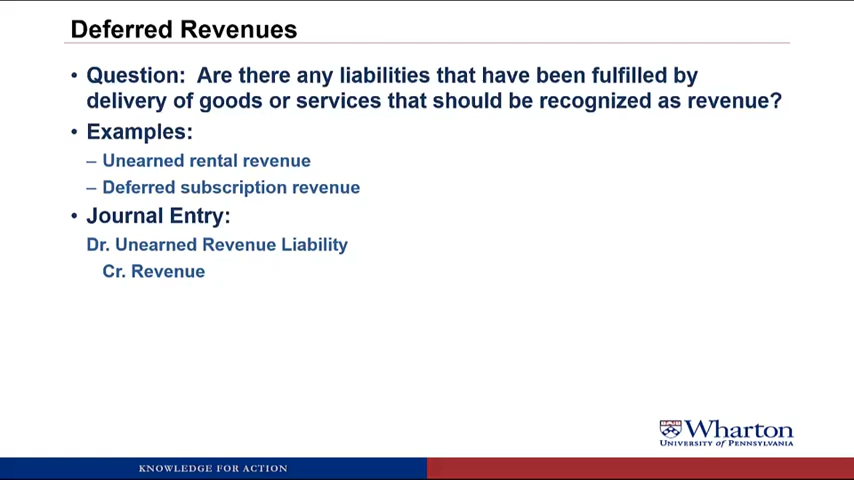 Deferred Revenues
• Question: Are there any liabilities that have been fulfilled by
delivery of goods or services that should be recognized as revenue?
• Examples:
– Unearned rental revenue
– Deferred subscription revenue
• Journal Entry:
Dr. Unearned Revenue Liability
Cr. Revenue
Wharton
UNIVERSITY of PENNSYLVANIA
KNOWLEDGE FOR ACTION